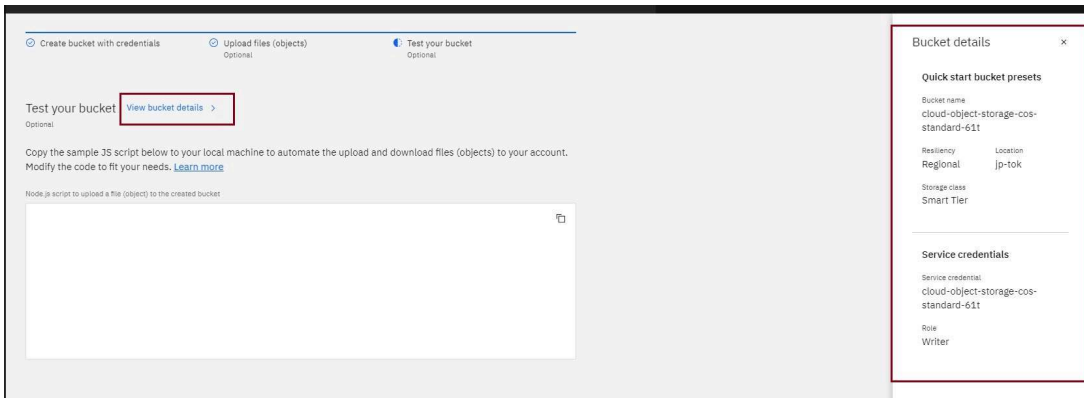 Create bucket with credentials
Upload files (objects)
Optional
Test your bucket
Optional
Test your bucket View bucket details
Optional
Copy the sample JS script below to your local machine to automate the upload and download files (objects) to your account.
Modify the code to fit your needs. Learn more
Node.js script to upload a file (object) to the created bucket
Bucket details
Quick start bucket presets
Bucket name
cloud-object-storage-cos-
standard-61t
Resiliency Location
Regional jp-tok
Storage class
Smart Tier
Service credentials
Service credential
cloud-object-storage-cos-
standard-61t
Role
Writer